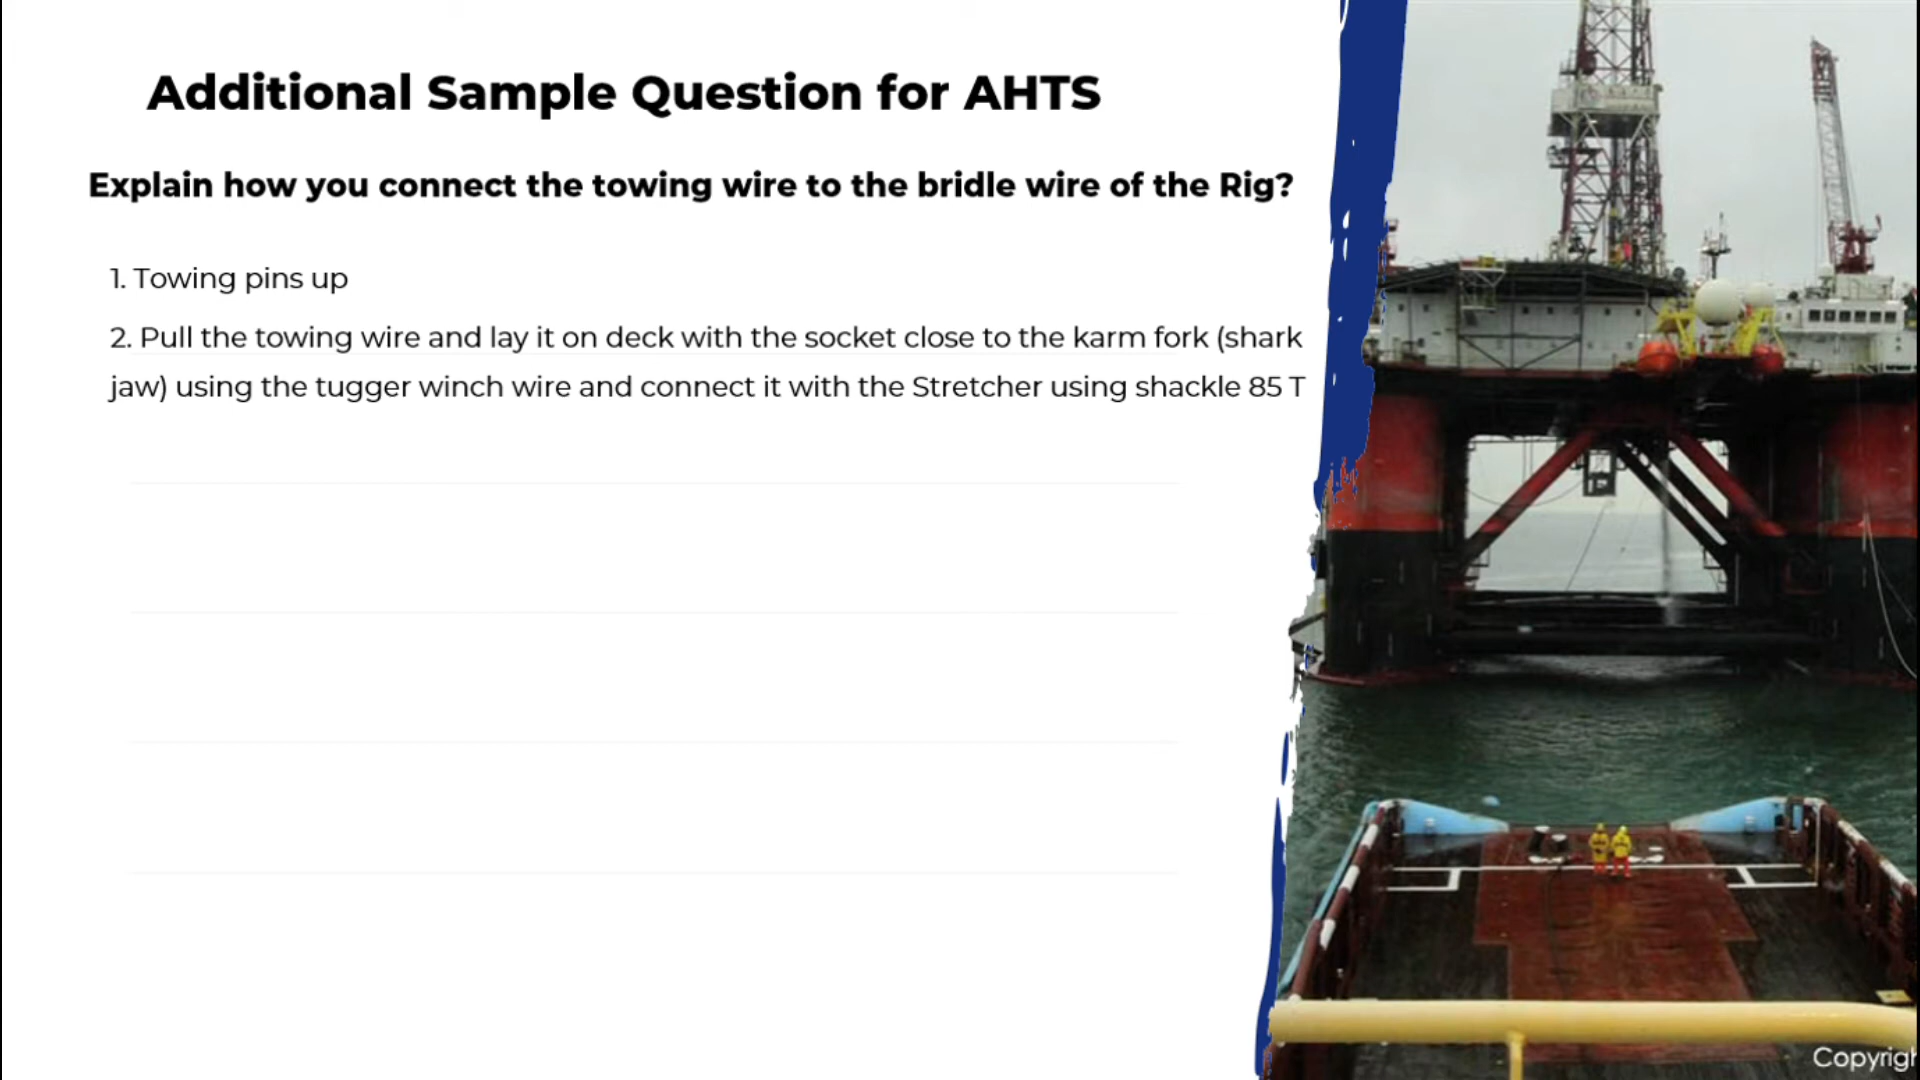 Additional Sample Question for AHTS
Explain how you connect the towing wire to the bridle wire of the Rig?
1. Towing pins up
2. Pull the towing wire and lay it on deck with the socket close to the karm fork (shark
jaw) using the tugger winch wire and connect it with the Stretcher using shackle 85 T
Copyrigh